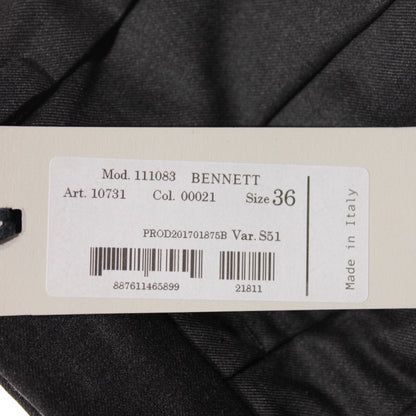 Mod. 111083 BENNETT
Art. 10731 Col. 00021 Size 36
PROD201701875B Var. S51
887611465899 21811
Made in Italy